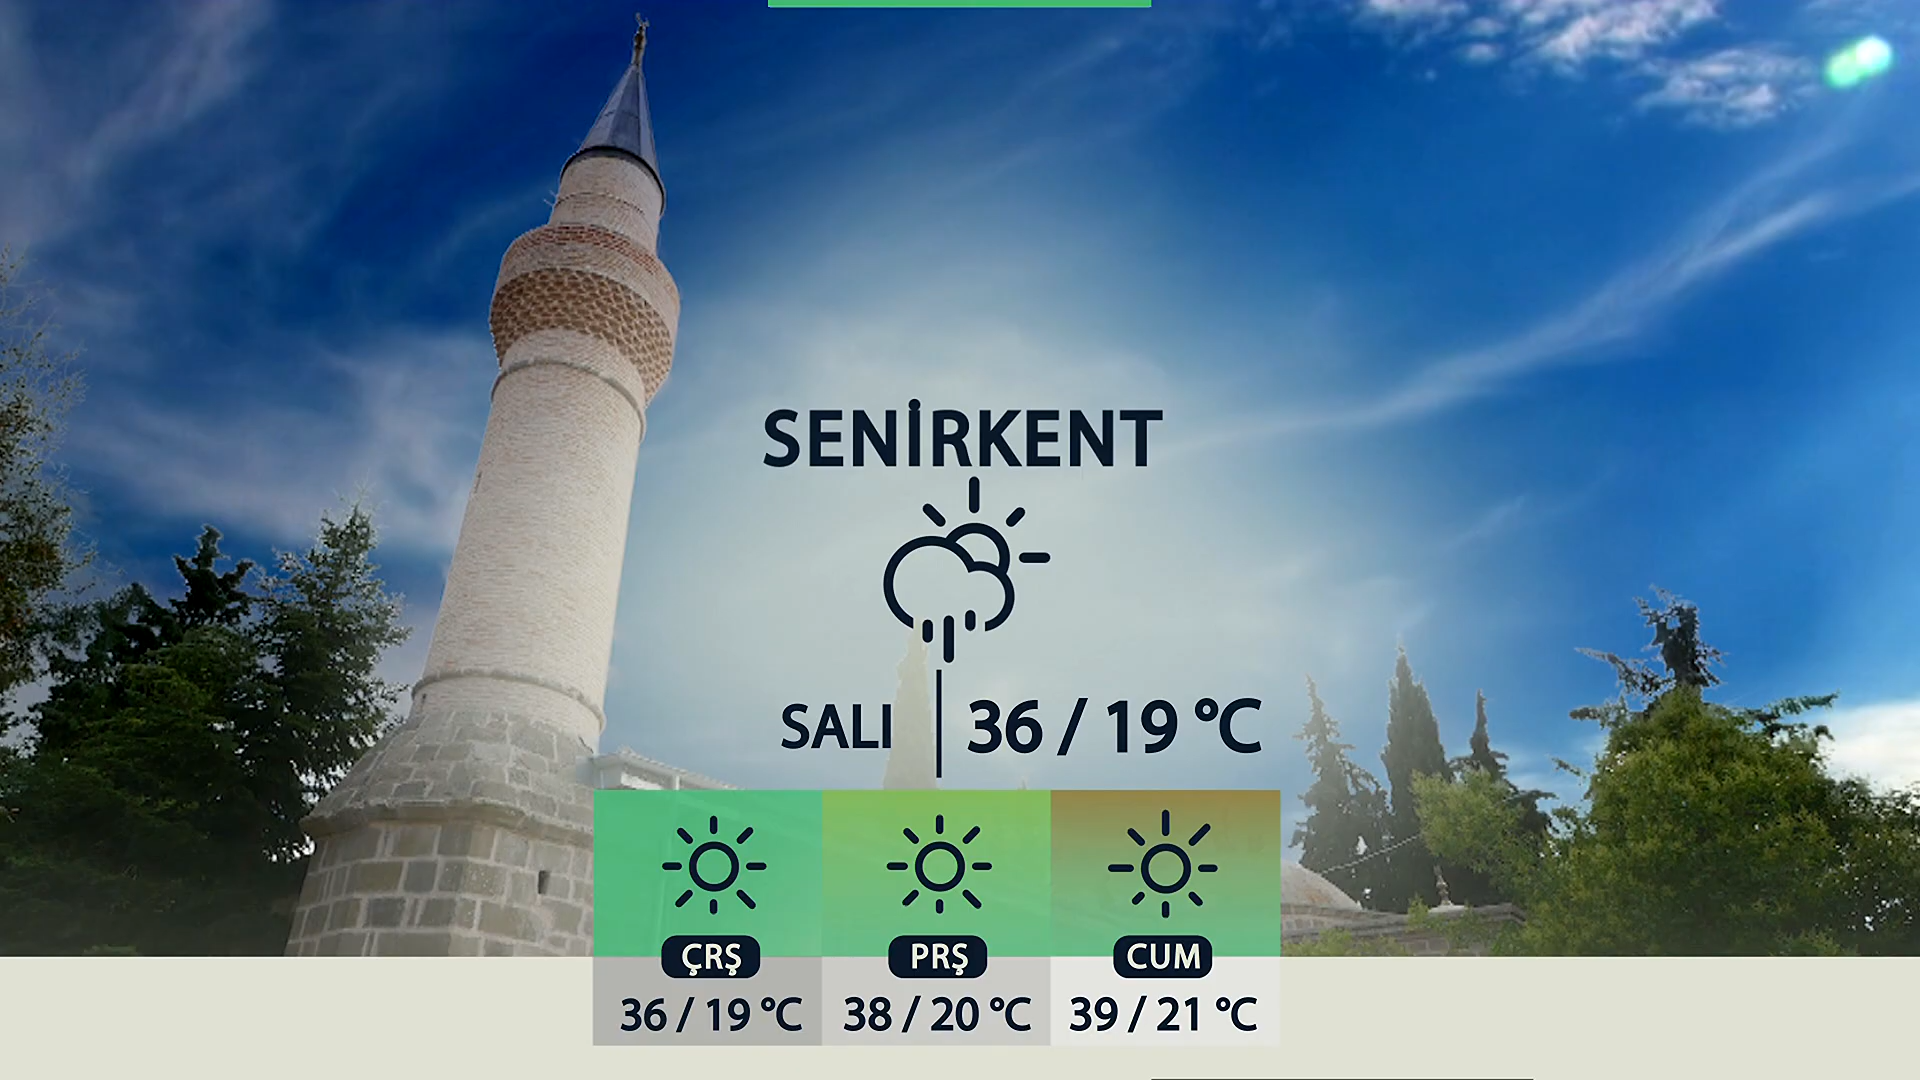 SENİRKENT
SALI 36 / 19 °C
ÇRŞ PRŞ CUM
36 / 19 °C 38 / 20 °C 39 / 21 °C